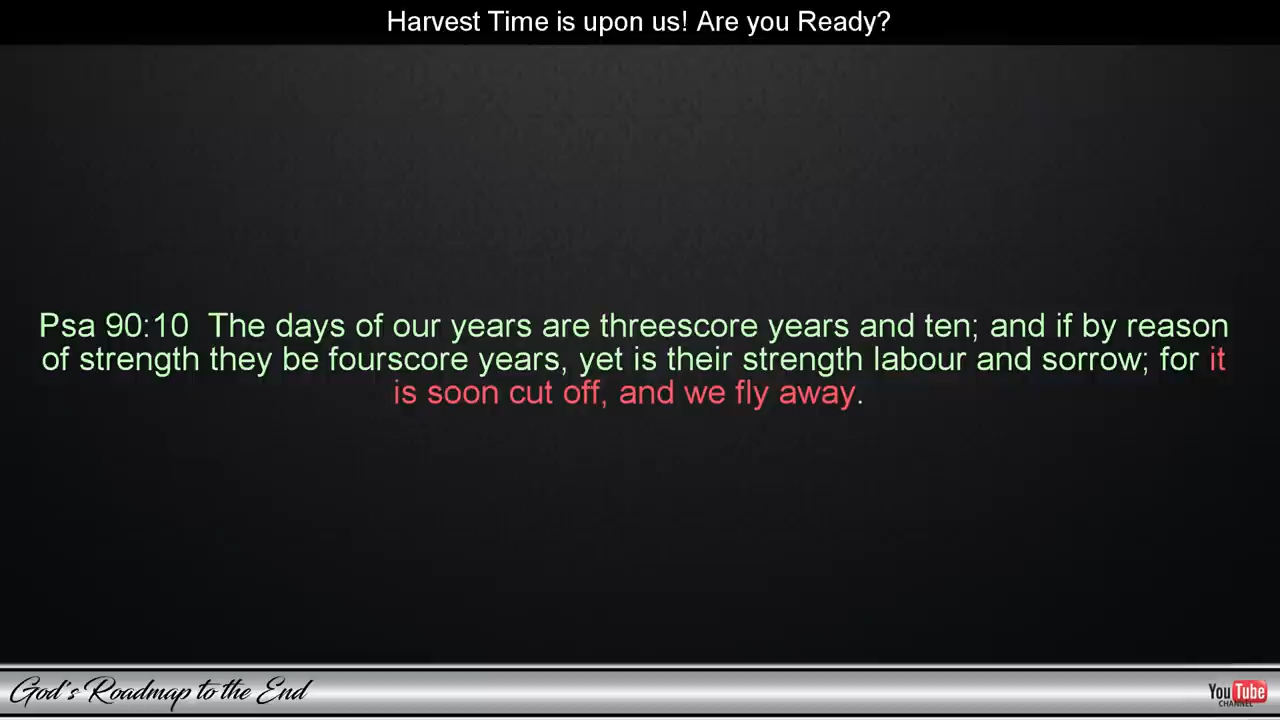 Harvest Time is upon us! Are you Ready?
Psa 90:10  The days of our years are threescore years and ten; and if by reason
of strength they be fourscore years, yet is their strength labour and sorrow; for it
is soon cut off, and we fly away.
God's Roadmap to the End
YouTube
CHANNEL